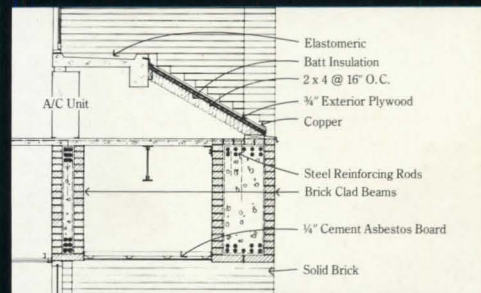 Elastomeric
Batt Insulation
2 x 4 @ 16" O.C.
¾" Exterior Plywood
A/C Unit
Copper
Steel Reinforcing Rods
Brick Clad Beams
¼" Cement Asbestos Board
Solid Brick